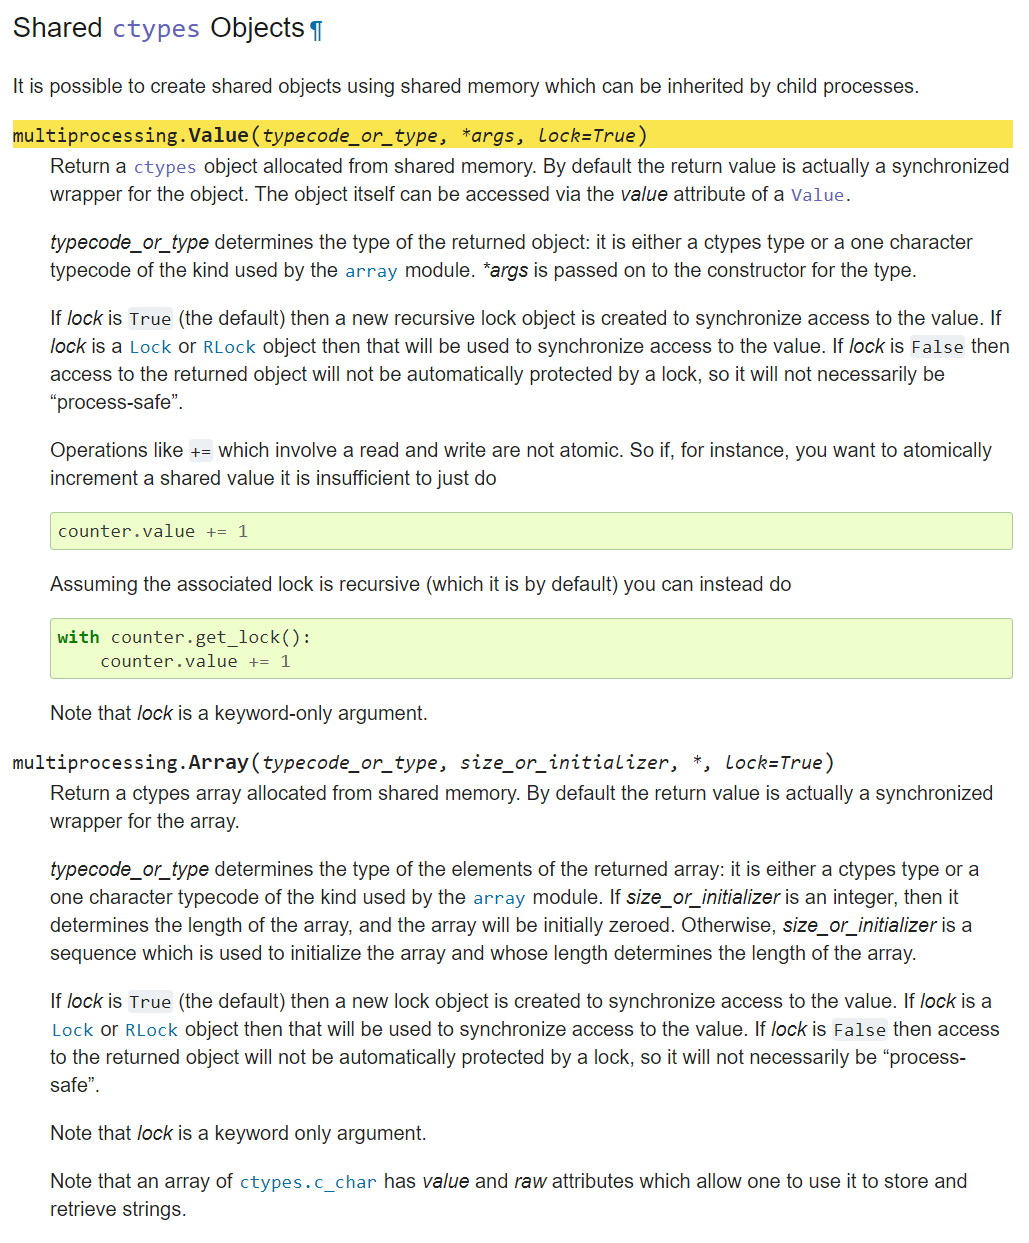 Shared ctypes Objects¶
It is possible to create shared objects using shared memory which can be inherited by child processes.
multiprocessing.Value(typecode_or_type, *args, lock=True)
Return a ctypes object allocated from shared memory. By default the return value is actually a synchronized
wrapper for the object. The object itself can be accessed via the value attribute of a Value.
typecode_or_type determines the type of the returned object: it is either a ctypes type or a one character
typecode of the kind used by the array module. *args is passed on to the constructor for the type.
If lock is True (the default) then a new recursive lock object is created to synchronize access to the value. If
lock is a Lock or RLock object then that will be used to synchronize access to the value. If lock is False then
access to the returned object will not be automatically protected by a lock, so it will not necessarily be
“process-safe”.
Operations like += which involve a read and write are not atomic. So if, for instance, you want to atomically
increment a shared value it is insufficient to just do
counter.value += 1
Assuming the associated lock is recursive (which it is by default) you can instead do
with counter.get_lock():
    counter.value += 1
Note that lock is a keyword-only argument.
multiprocessing.Array(typecode_or_type, size_or_initializer, *, lock=True)
Return a ctypes array allocated from shared memory. By default the return value is actually a synchronized
wrapper for the array.
typecode_or_type determines the type of the elements of the returned array: it is either a ctypes type or a
one character typecode of the kind used by the array module. If size_or_initializer is an integer, then it
determines the length of the array, and the array will be initially zeroed. Otherwise, size_or_initializer is a
sequence which is used to initialize the array and whose length determines the length of the array.
If lock is True (the default) then a new lock object is created to synchronize access to the value. If lock is a
Lock or RLock object then that will be used to synchronize access to the value. If lock is False then access
to the returned object will not be automatically protected by a lock, so it will not necessarily be “process-
safe”.
Note that lock is a keyword only argument.
Note that an array of ctypes.c_char has value and raw attributes which allow one to use it to store and
retrieve strings.